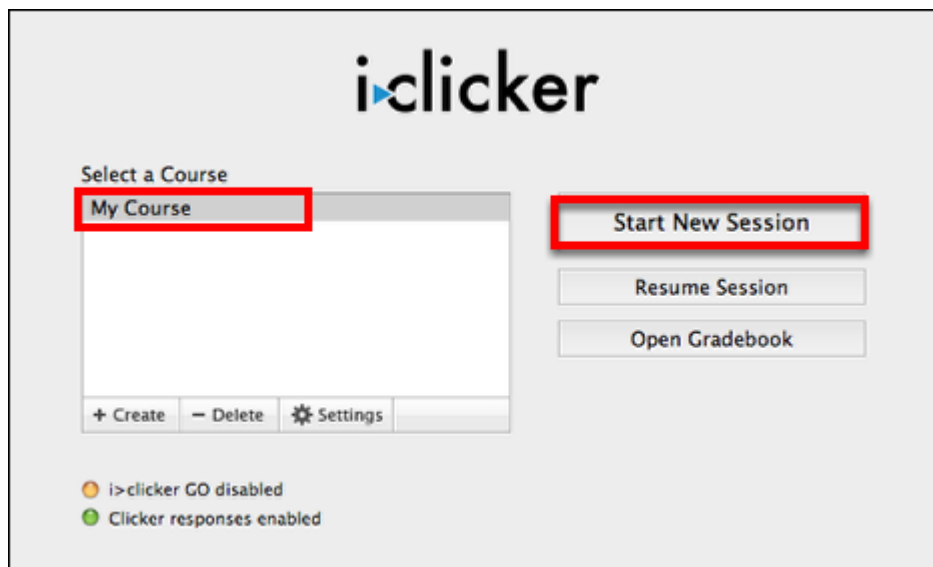 i>clicker
Select a Course
My Course
Start New Session
Resume Session
Open Gradebook
+ Create − Delete Settings
i>clicker GO disabled
Clicker responses enabled